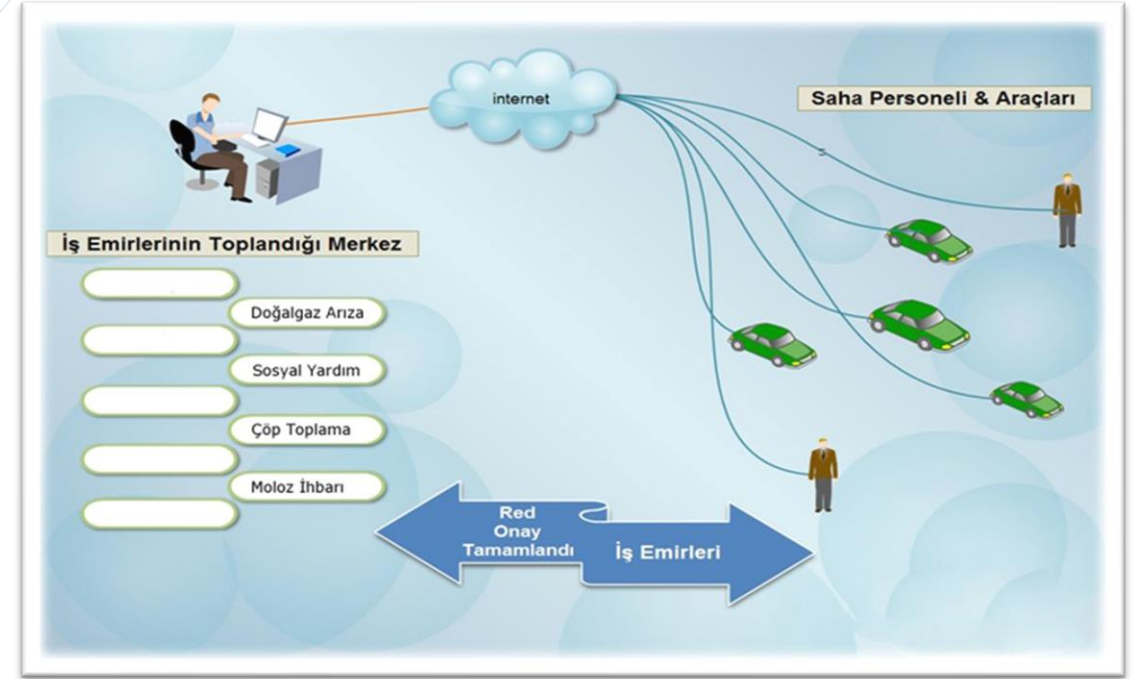 internet
Saha Personeli & Araçları
İş Emirlerinin Toplandığı Merkez
Doğalgaz Arıza
Sosyal Yardım
Çöp Toplama
Moloz İhbarı
Red
Onay
Tamamlandı
İş Emirleri